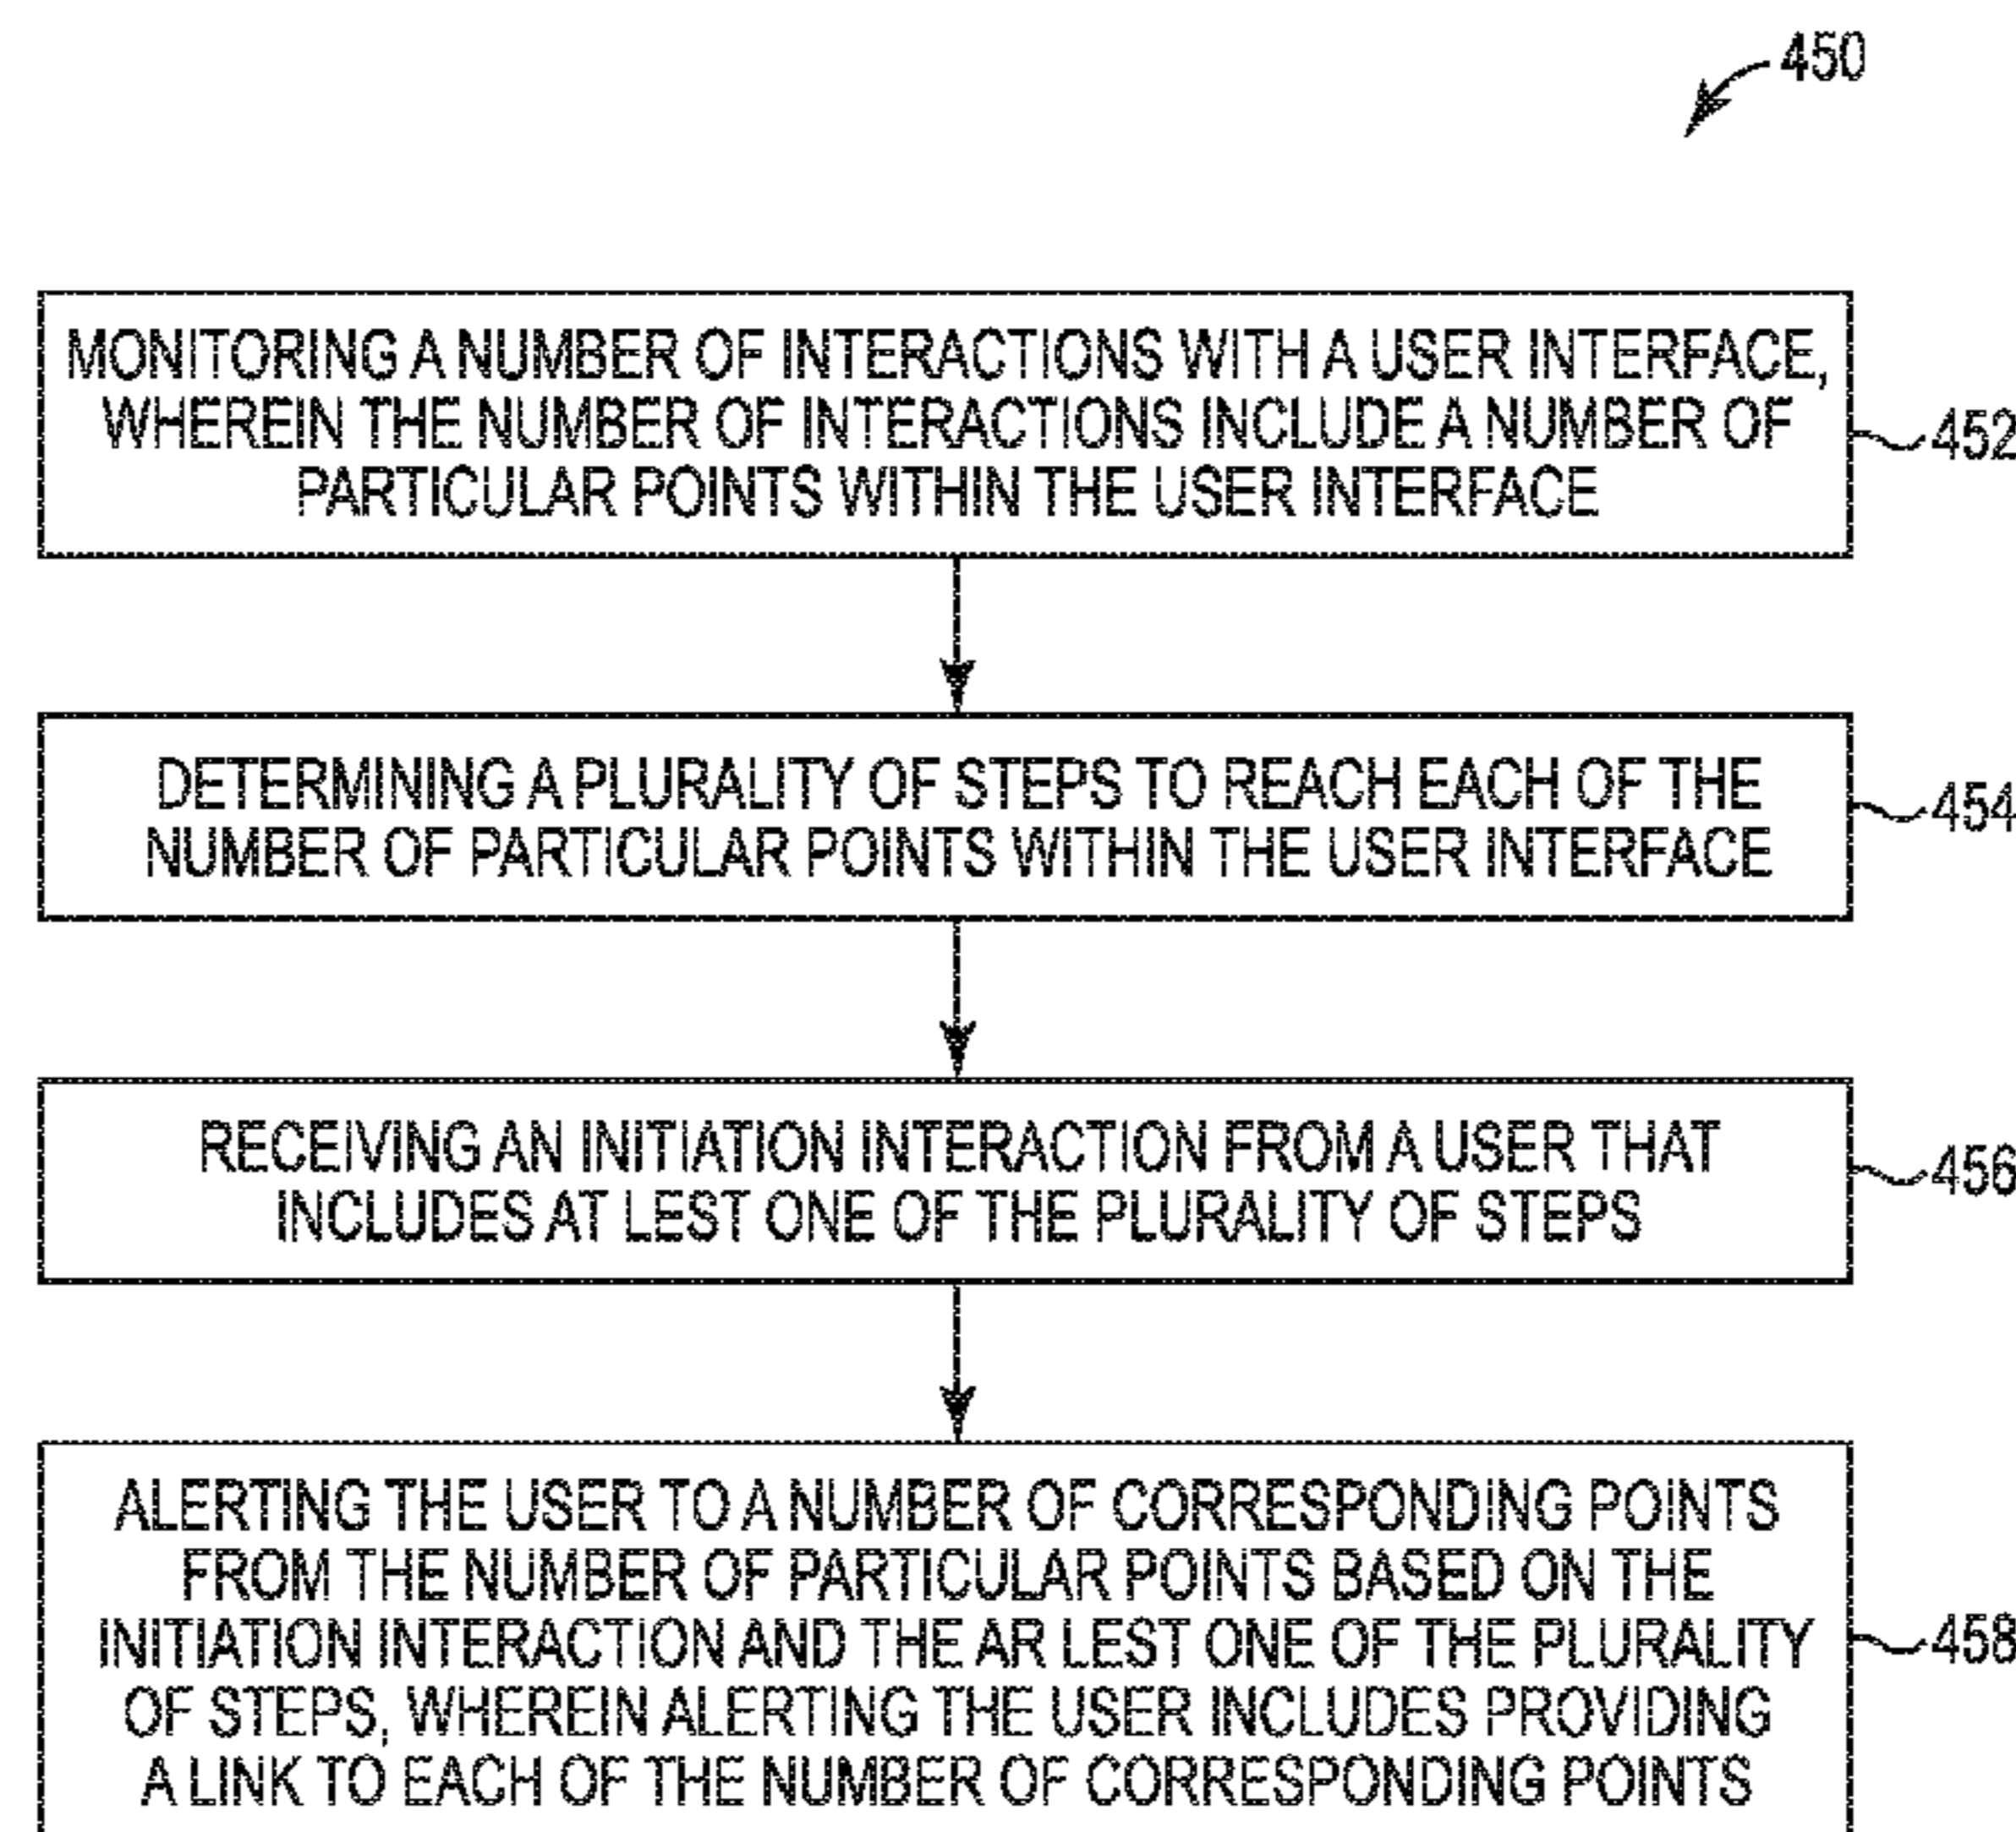 450
MONITORING A NUMBER OF INTERACTIONS WITH A USER INTERFACE,
WHEREIN THE NUMBER OF INTERACTIONS INCLUDE A NUMBER OF
PARTICULAR POINTS WITHIN THE USER INTERFACE
452
DETERMINING A PLURALITY OF STEPS TO REACH EACH OF THE
NUMBER OF PARTICULAR POINTS WITHIN THE USER INTERFACE
454
RECEIVING AN INITIATION INTERACTION FROM A USER THAT
INCLUDES AT LEST ONE OF THE PLURALITY OF STEPS
456
ALERTING THE USER TO A NUMBER OF CORRESPONDING POINTS
FROM THE NUMBER OF PARTICULAR POINTS BASED ON THE
INITIATION INTERACTION AND THE AR LEST ONE OF THE PLURALITY
OF STEPS, WHEREIN ALERTING THE USER INCLUDES PROVIDING
A LINK TO EACH OF THE NUMBER OF CORRESPONDING POINTS
458